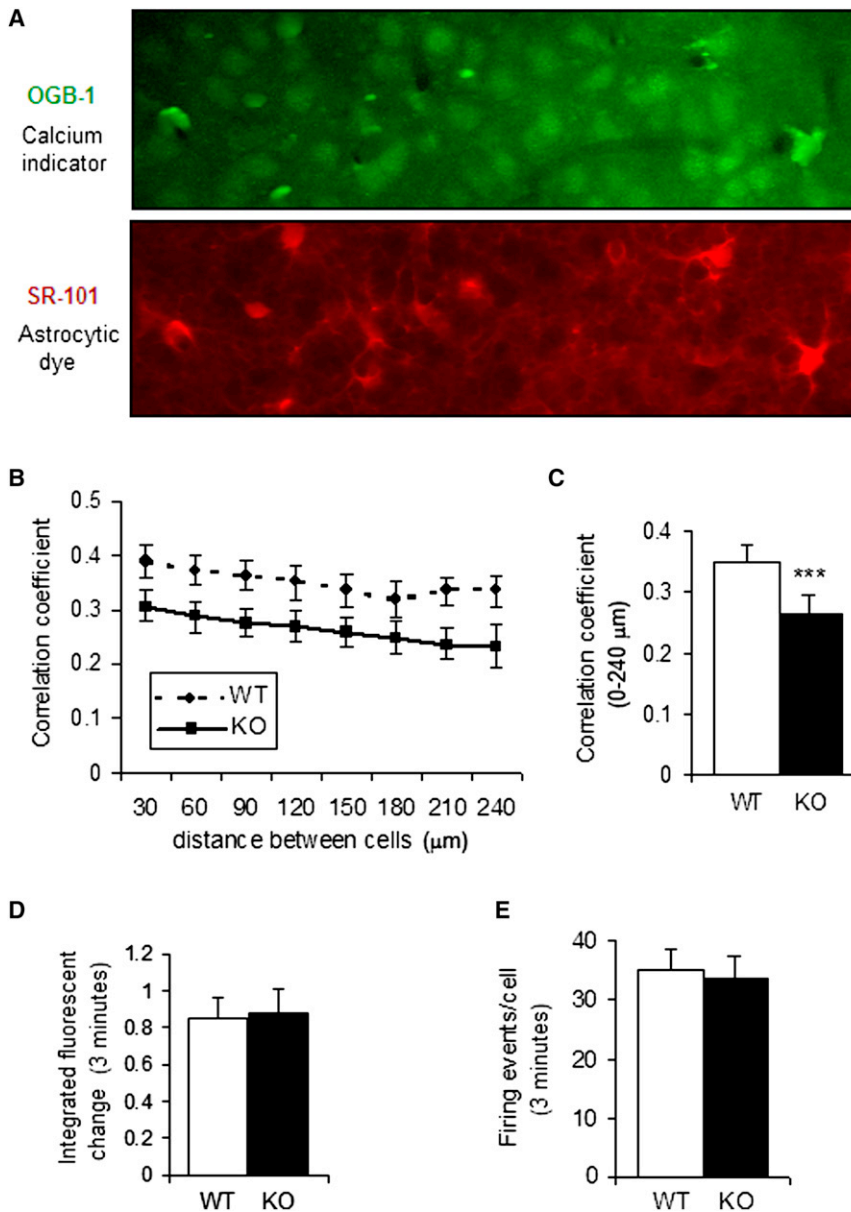 A
OGB-1
Calcium
indicator
SR-101
Astrocytic
dye
B
Correlation coefficient
0.5
0.4
0.3
0.2
0.1
0
WT
KO
30 60 90 120 150 180 210 240
distance between cells (μm)
C
Correlation coefficient
(0-240 μm)
0.4
0.3
0.2
0.1
0
***
WT KO
D
Integrated fluorescent
change (3 minutes)
1.2
1
0.8
0.6
0.4
0.2
0
WT KO
E
Firing events/cell
(3 minutes)
40
30
20
10
0
WT KO